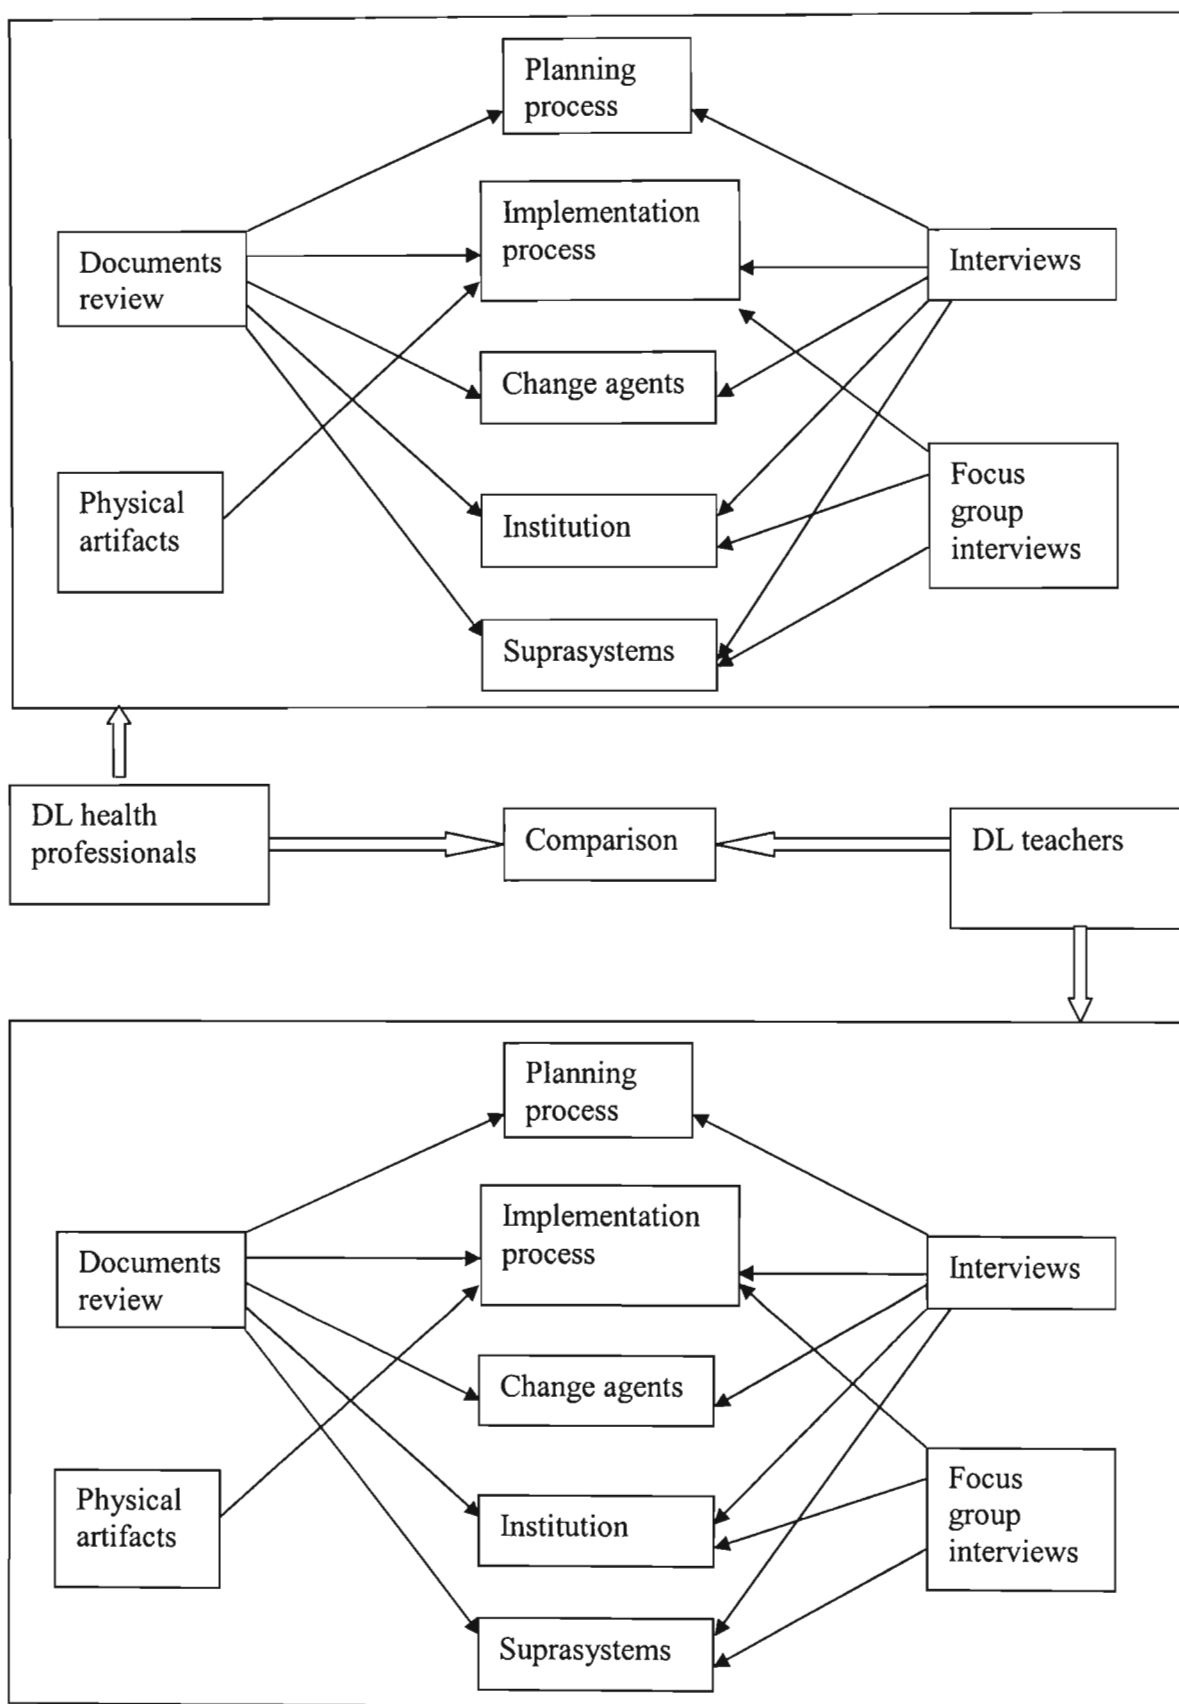 Planning
process
Implementation
process
Documents
review
Interviews
Change agents
Physical
artifacts
Institution
Focus
group
interviews
Suprasystems
DL health
professionals
Comparison
DL teachers
Planning
process
Implementation
process
Documents
review
Interviews
Change agents
Physical
artifacts
Institution
Focus
group
interviews
Suprasystems